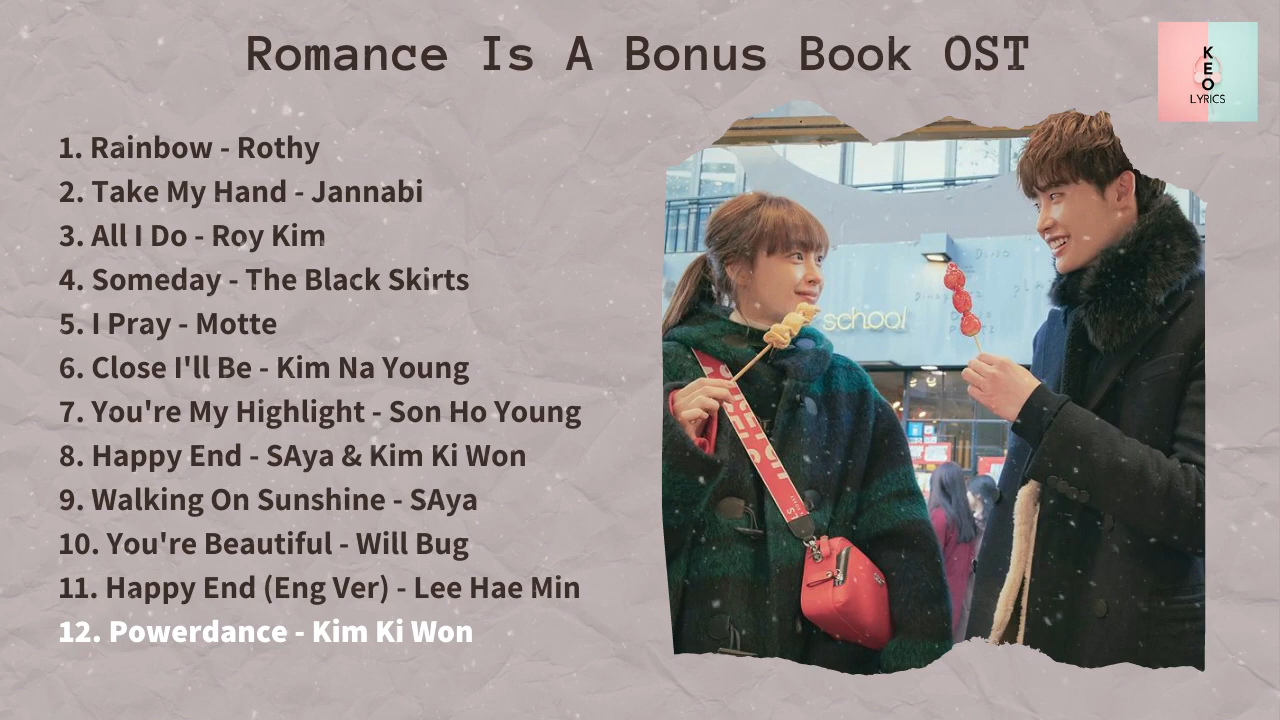 Romance Is A Bonus Book OST
K
E
O
LYRICS
1. Rainbow - Rothy
2. Take My Hand - Jannabi
3. All I Do - Roy Kim
4. Someday - The Black Skirts
5. I Pray - Motte
6. Close I'll Be - Kim Na Young
7. You're My Highlight - Son Ho Young
8. Happy End - SAya & Kim Ki Won
9. Walking On Sunshine - SAya
10. You're Beautiful - Will Bug
11. Happy End (Eng Ver) - Lee Hae Min
12. Powerdance - Kim Ki Won
school